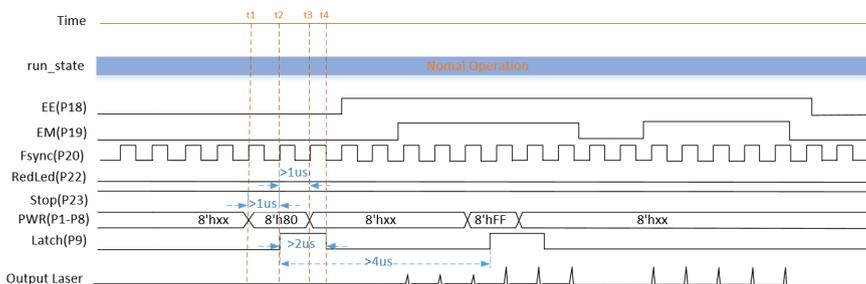 t1 t2 t3 t4
Time
run_state Nomal Operation
EE(P18)
EM(P19)
Fsync(P20)
RedLed(P22) >1us
Stop(P23) >1us
PWR(P1-P8) 8'hxx 8'h80 8'hxx 8'hFF 8'hxx
Latch(P9) >2us
>4us
Output Laser